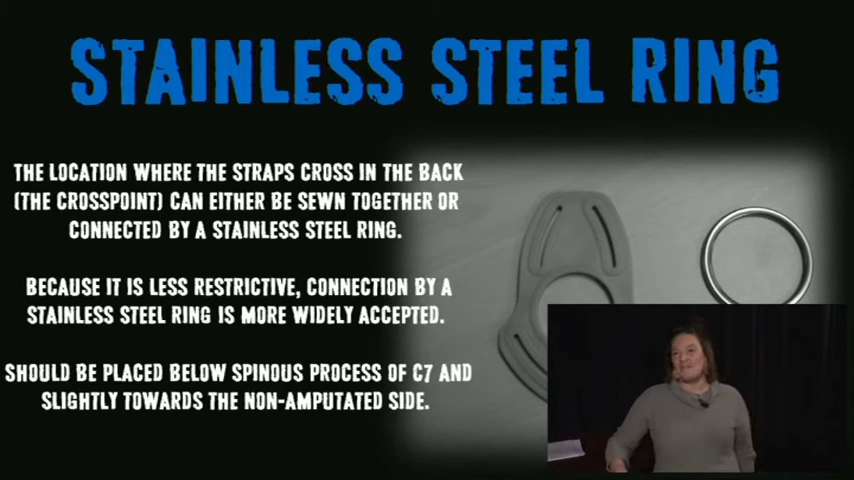 STAINLESS STEEL RING
THE LOCATION WHERE THE STRAPS CROSS IN THE BACK
(THE CROSSPOINT) CAN EITHER BE SEWN TOGETHER OR
CONNECTED BY A STAINLESS STEEL RING.
BECAUSE IT IS LESS RESTRICTIVE, CONNECTION BY A
STAINLESS STEEL RING IS MORE WIDELY ACCEPTED.
SHOULD BE PLACED BELOW SPINOUS PROCESS OF C7 AND
SLIGHTLY TOWARDS THE NON-AMPUTATED SIDE.